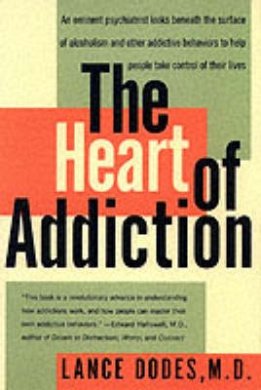 An eminent psychiatrist looks beneath the surface
of alcoholism and other addictive behaviors to help
people take control of their lives
The
Heart
of
Addiction
"This book is a revolutionary advance in understanding
how addictions work, and how people can master their
own addictive behaviors." —Edward Hallowell, M.D.,
author of Driven to Distraction, Worry, and Connect
LANCE DODES, M.D.